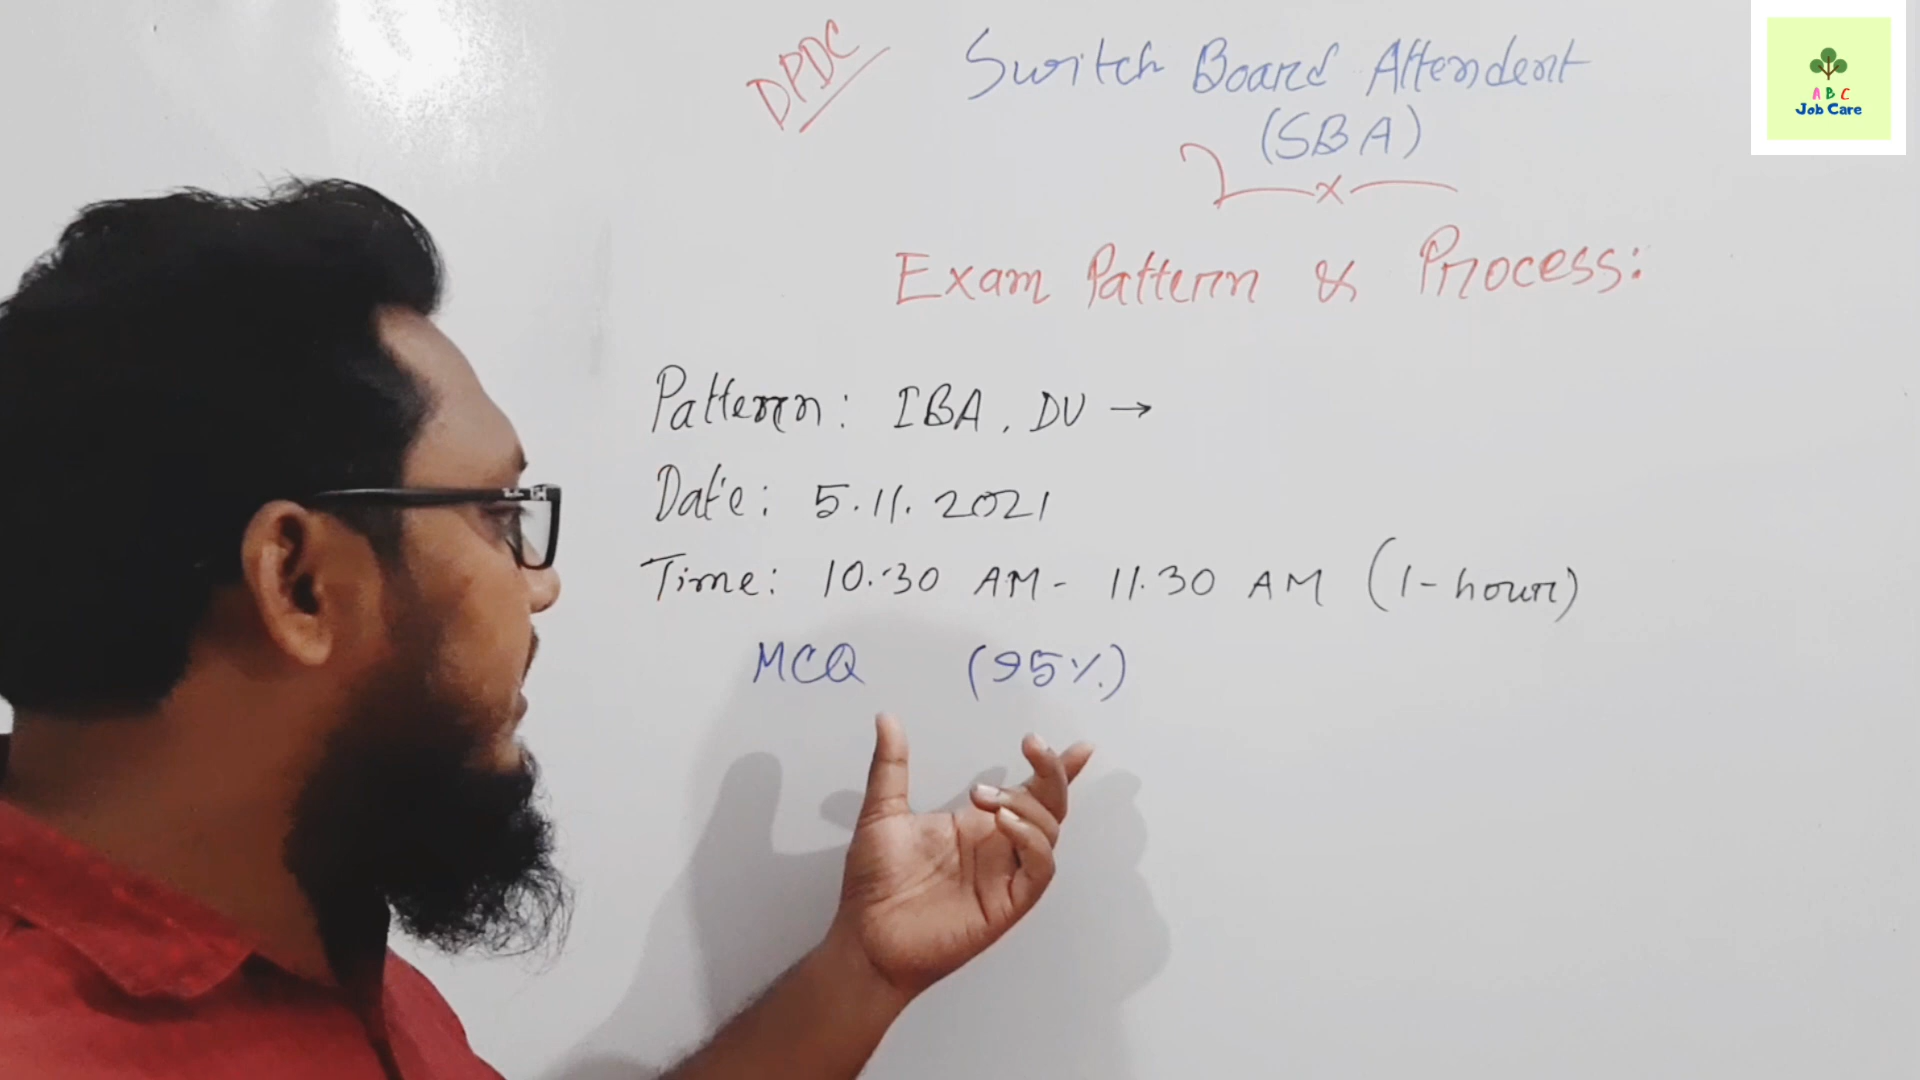 DPDC
Switch Board Attendent
(SBA)
x
Exam Pattern & Process:
Pattern: IBA, DU →
Date: 5.11.2021
Time: 10.30 AM - 11.30 AM (1-hour)
MCQ (95%)
A B C
Job Care